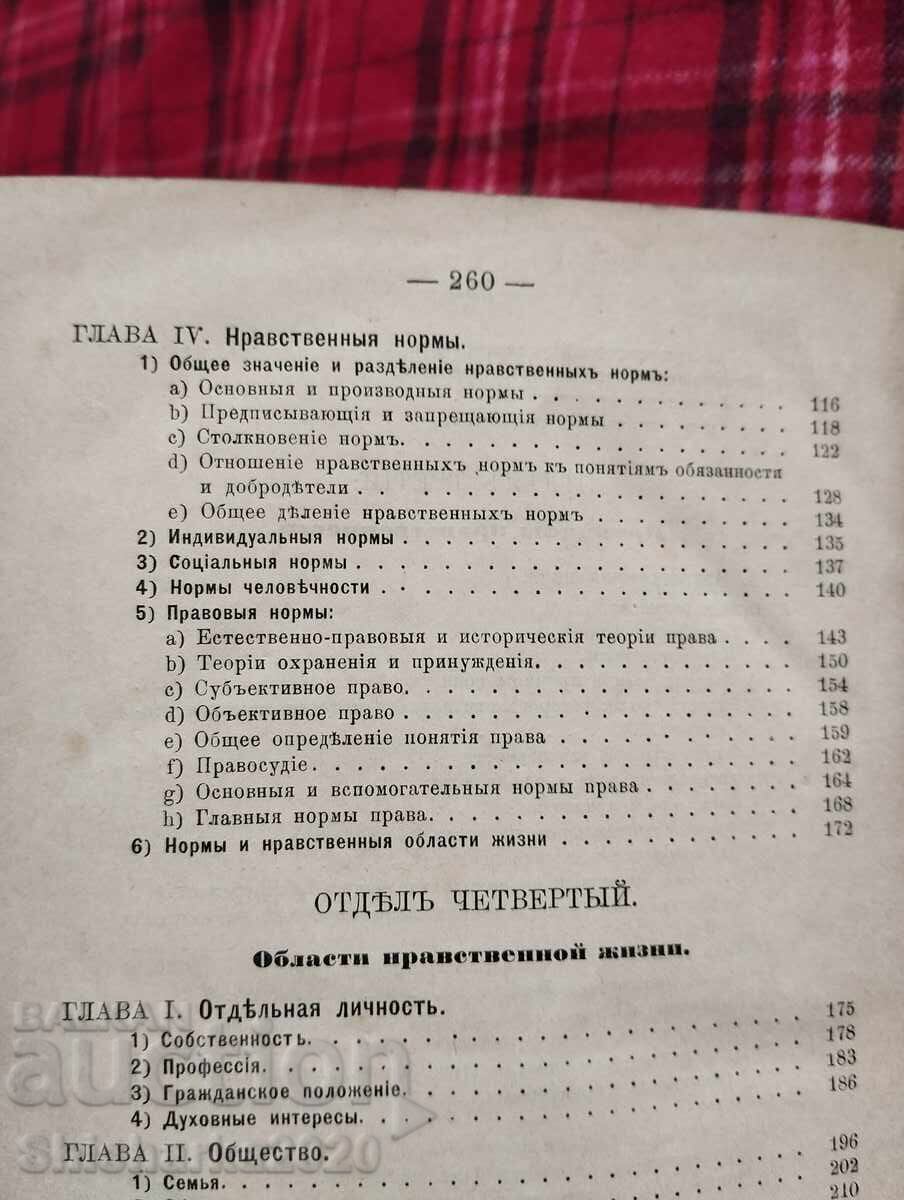 — 260 —
ГЛАВА IV. Нравственныя нормы.
1) Общее значеніе и раздѣленіе нравственныхъ нормъ:
a) Основныя и производныя нормы . . . . . . . . . . . . . 116
b) Предписывающія и запрещающія нормы . . . . . . . . . 118
c) Столкновеніе нормъ. . . . . . . . . . . . . . . . . . 122
d) Отношеніе нравственныхъ нормъ къ понятіямъ обязанности
и добродѣтели . . . . . . . . . . . . . . . . . . 128
e) Общее дѣленіе нравственныхъ нормъ . . . . . . . . . . 134
2) Индивидуальныя нормы . . . . . . . . . . . . . . . . . 135
3) Соціальныя нормы . . . . . . . . . . . . . . . . . . . 137
4) Нормы человѣчности . . . . . . . . . . . . . . . . . . 140
5) Правовыя нормы:
a) Естественно-правовыя и историческія теоріи права . . . . 143
b) Теоріи охраненія и принужденія. . . . . . . . . . . . 150
c) Субъективное право. . . . . . . . . . . . . . . . . . 154
d) Объективное право . . . . . . . . . . . . . . . . . . 158
e) Общее опредѣленіе понятія права . . . . . . . . . . . 159
f) Правосудіе. . . . . . . . . . . . . . . . . . . . . . 162
g) Основныя и вспомогательныя нормы права . . . . . . . . 164
h) Главныя нормы права. . . . . . . . . . . . . . . . . 168
6) Нормы и нравственныя области жизни . . . . . . . . . . 172
ОТДѢЛЪ ЧЕТВЕРТЫЙ.
Области нравственной жизни.
ГЛАВА I. Отдѣльная личность. . . . . . . . . . . . . . . 175
1) Собственность. . . . . . . . . . . . . . . . . . . . . 178
2) Профессія. . . . . . . . . . . . . . . . . . . . . . . 183
3) Гражданское положеніе. . . . . . . . . . . . . . . . . 186
4) Духовные интересы. . . . . . . . . . . . . . . . . . . 196
ГЛАВА II. Общество. . . . . . . . . . . . . . . . . . . . 202
1) Семья. . . . . . . . . . . . . . . . . . . . . . . . . 210